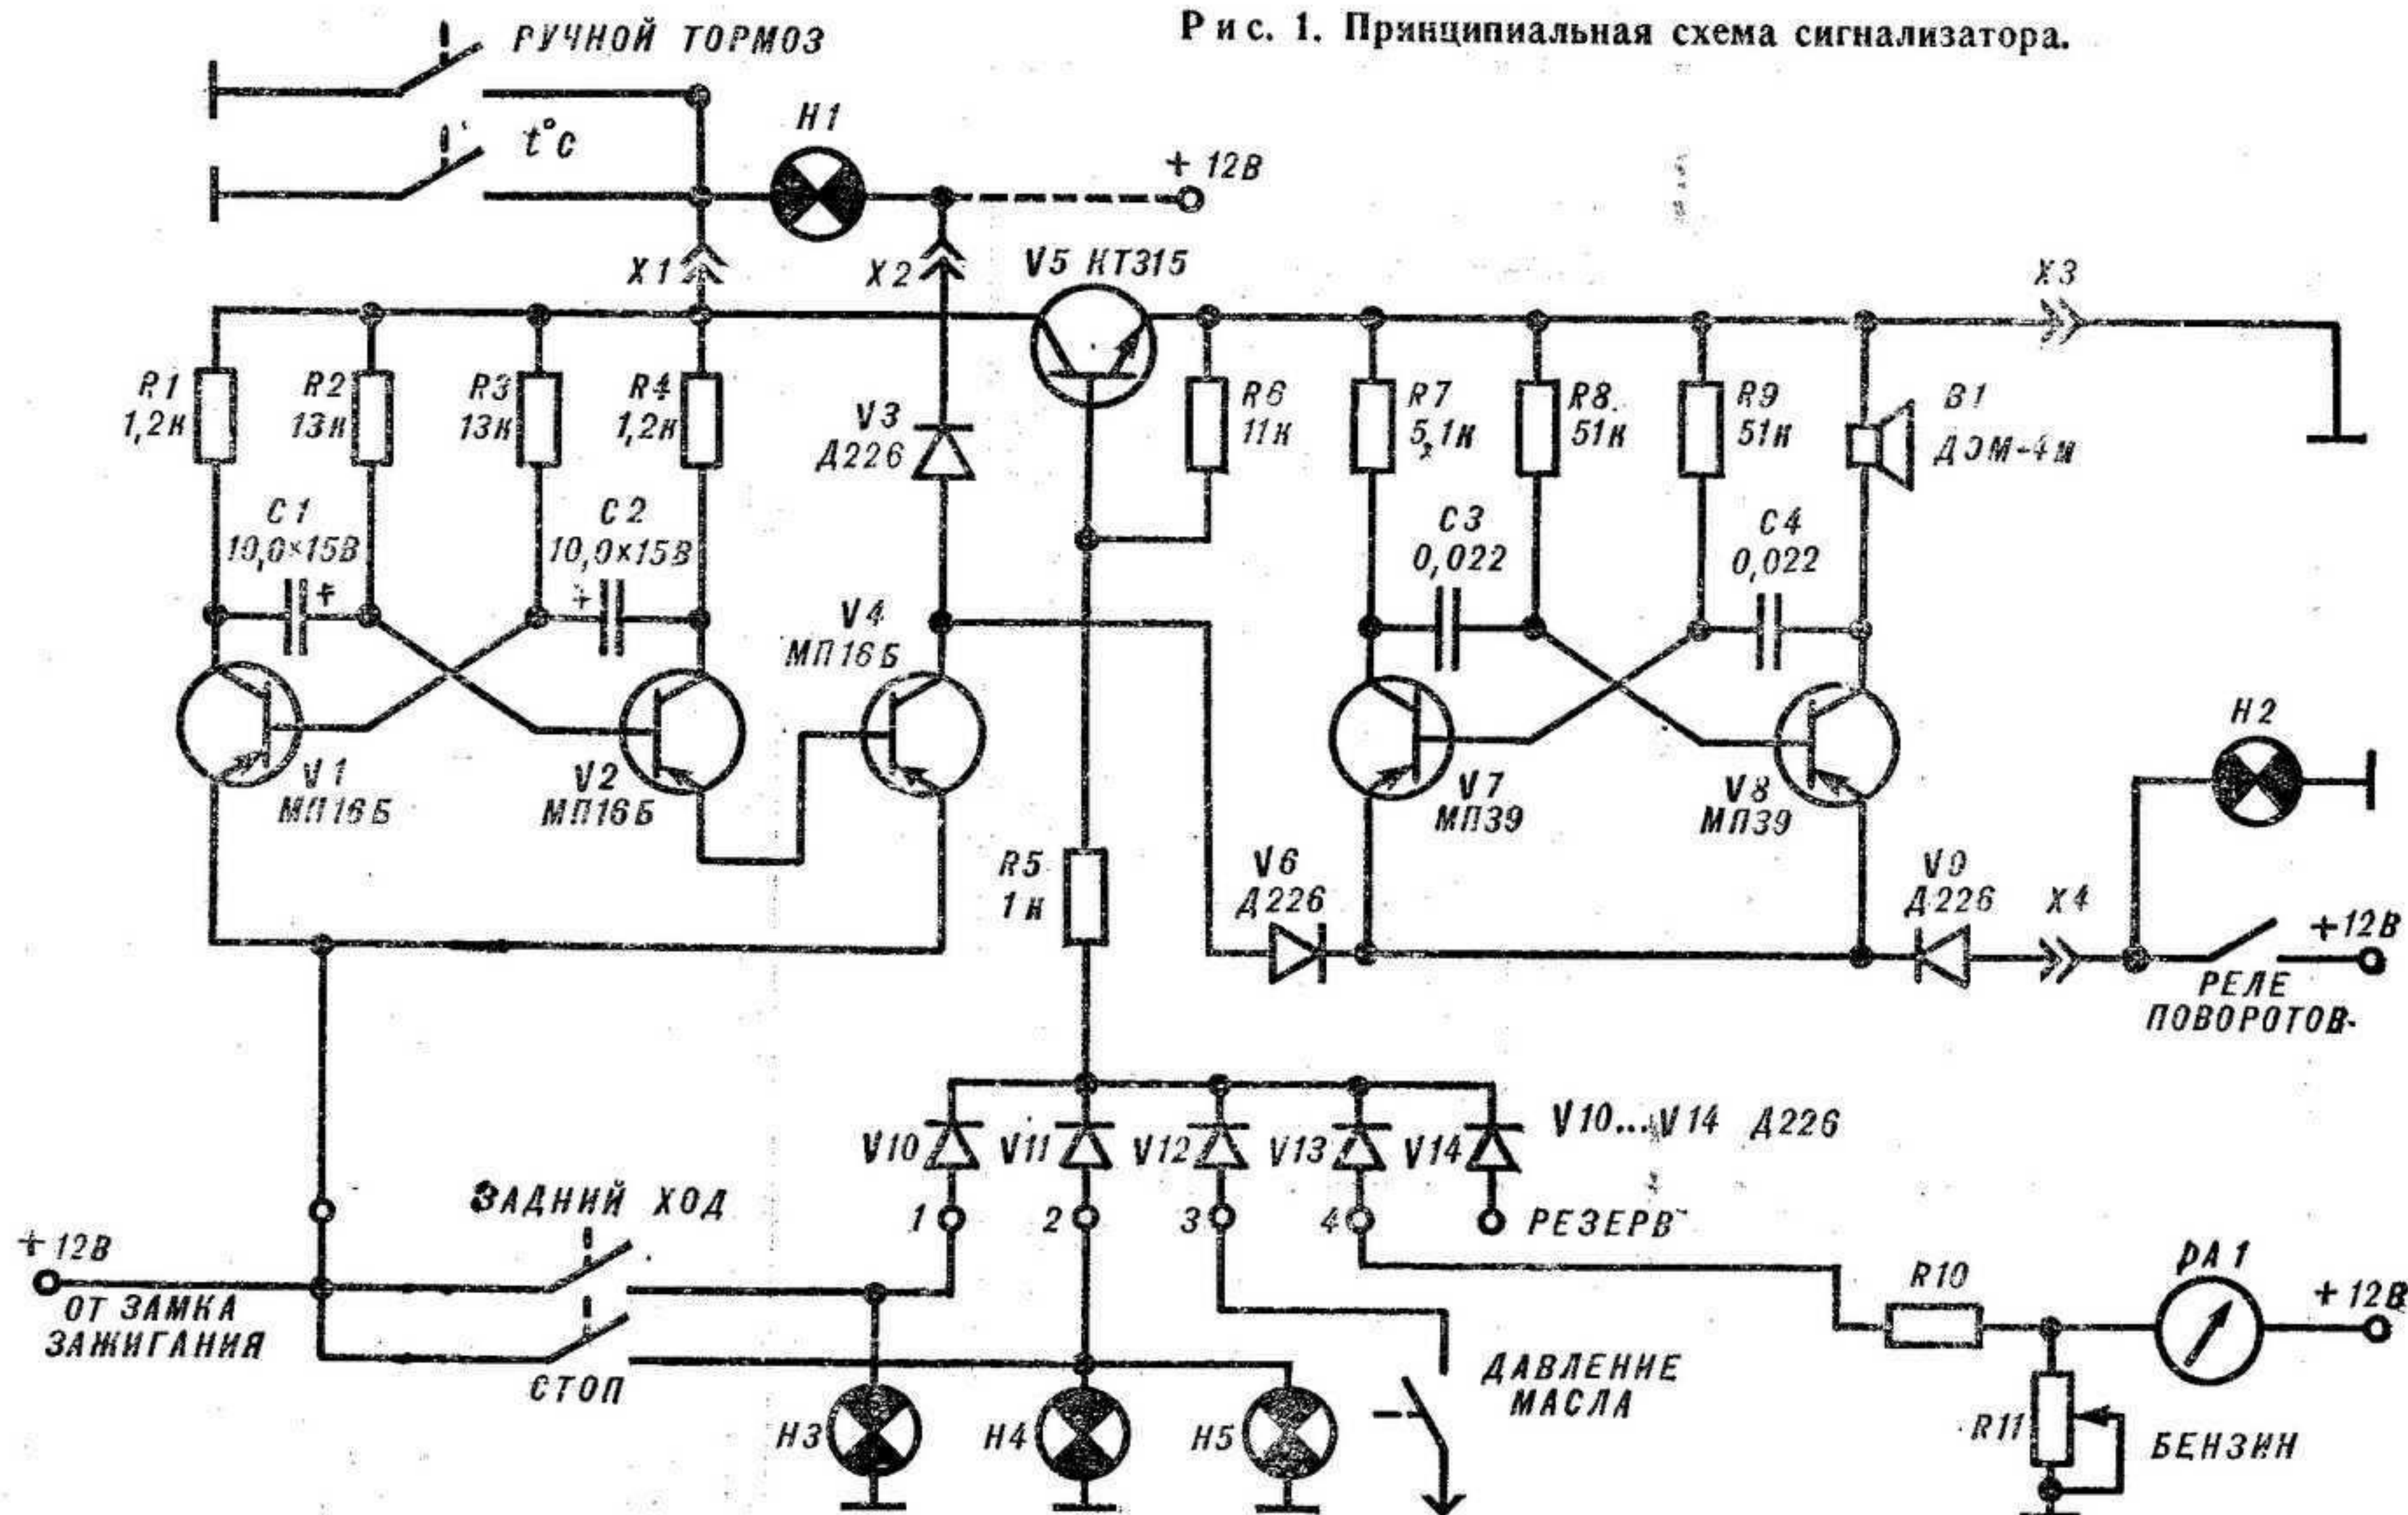 Рис. 1. Принципиальная схема сигнализатора.
РУЧНОЙ ТОРМОЗ
t°C
H1
+ 12В
X1
X2
V5 КТ315
X3
R1
1,2к
R2
13к
R3
13к
R4
1,2к
V3
Д226
R6
11к
R7
5,1к
R8
51к
R9
51к
В1
ДЭМ-4м
C1
10,0×15В
+
C2
10,0×15В
+
C3
0,022
C4
0,022
V4
МП16Б
V1
МП16Б
V2
МП16Б
V7
МП39
V8
МП39
H2
R5
1к
V6
Д226
V9
Д226
X4
+12В
РЕЛЕ
ПОВОРОТОВ
V10
V11
V12
V13
V14
V10...V14 Д226
ЗАДНИЙ ХОД
1
2
3
4
РЕЗЕРВ
+12В
ОТ ЗАМКА
ЗАЖИГАНИЯ
СТОП
R10
PA1
+12В
H3
H4
H5
ДАВЛЕНИЕ
МАСЛА
R11
БЕНЗИН